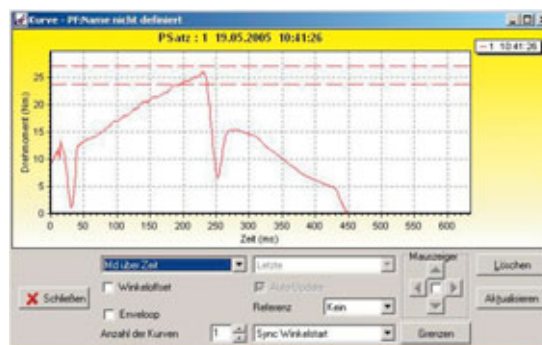 Kurve - PF:Name nicht definiert
PSatz : 1 19.05.2005 10:41:26
1 10:41:26
Drehmoment (Nm)
25
20
15
10
5
0
0 50 100 150 200 250 300 350 400 450 500 550 600
Zeit (ms)
Md über Zeit
Letzte
Mauszeiger
Löschen
Schließen
Winkeloffset
Auto-Update
Enveloop
Referenz
Kein
Aktualisieren
Anzahl der Kurven
1
Sync Winkelstart
Grenzen